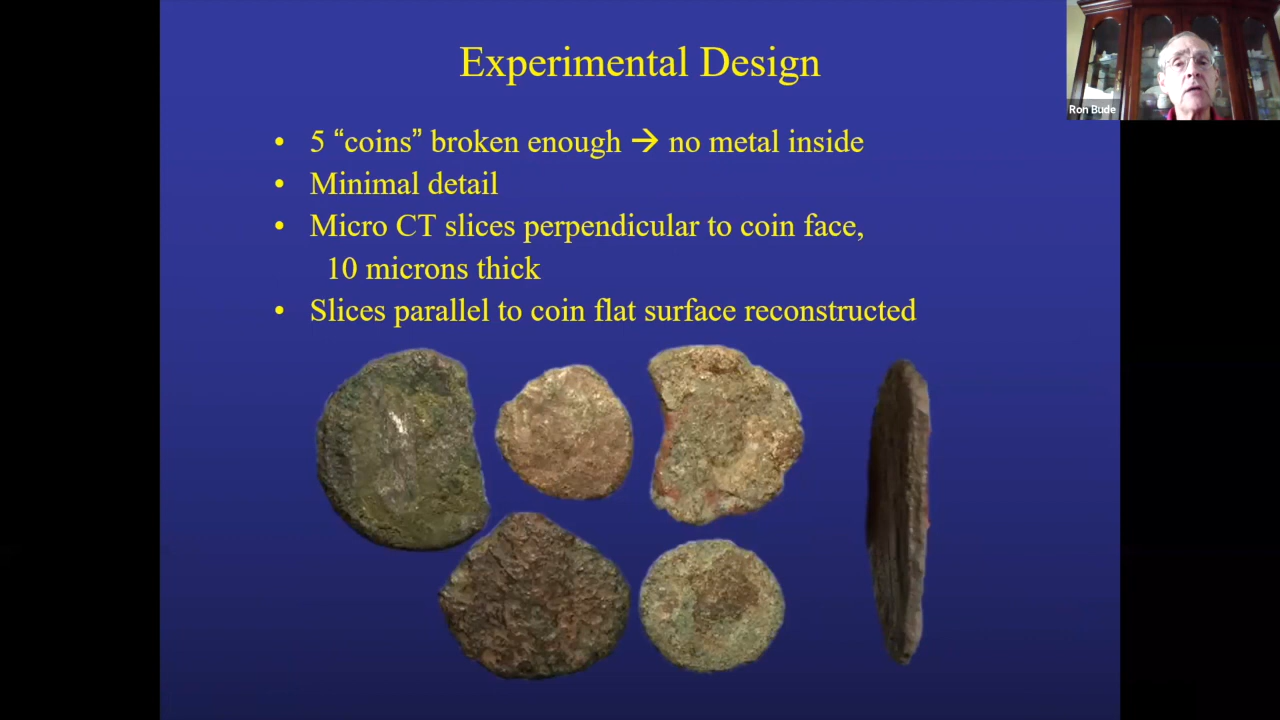 Experimental Design
• 5 “coins” broken enough → no metal inside
• Minimal detail
• Micro CT slices perpendicular to coin face,
10 microns thick
• Slices parallel to coin flat surface reconstructed
Ron Bude